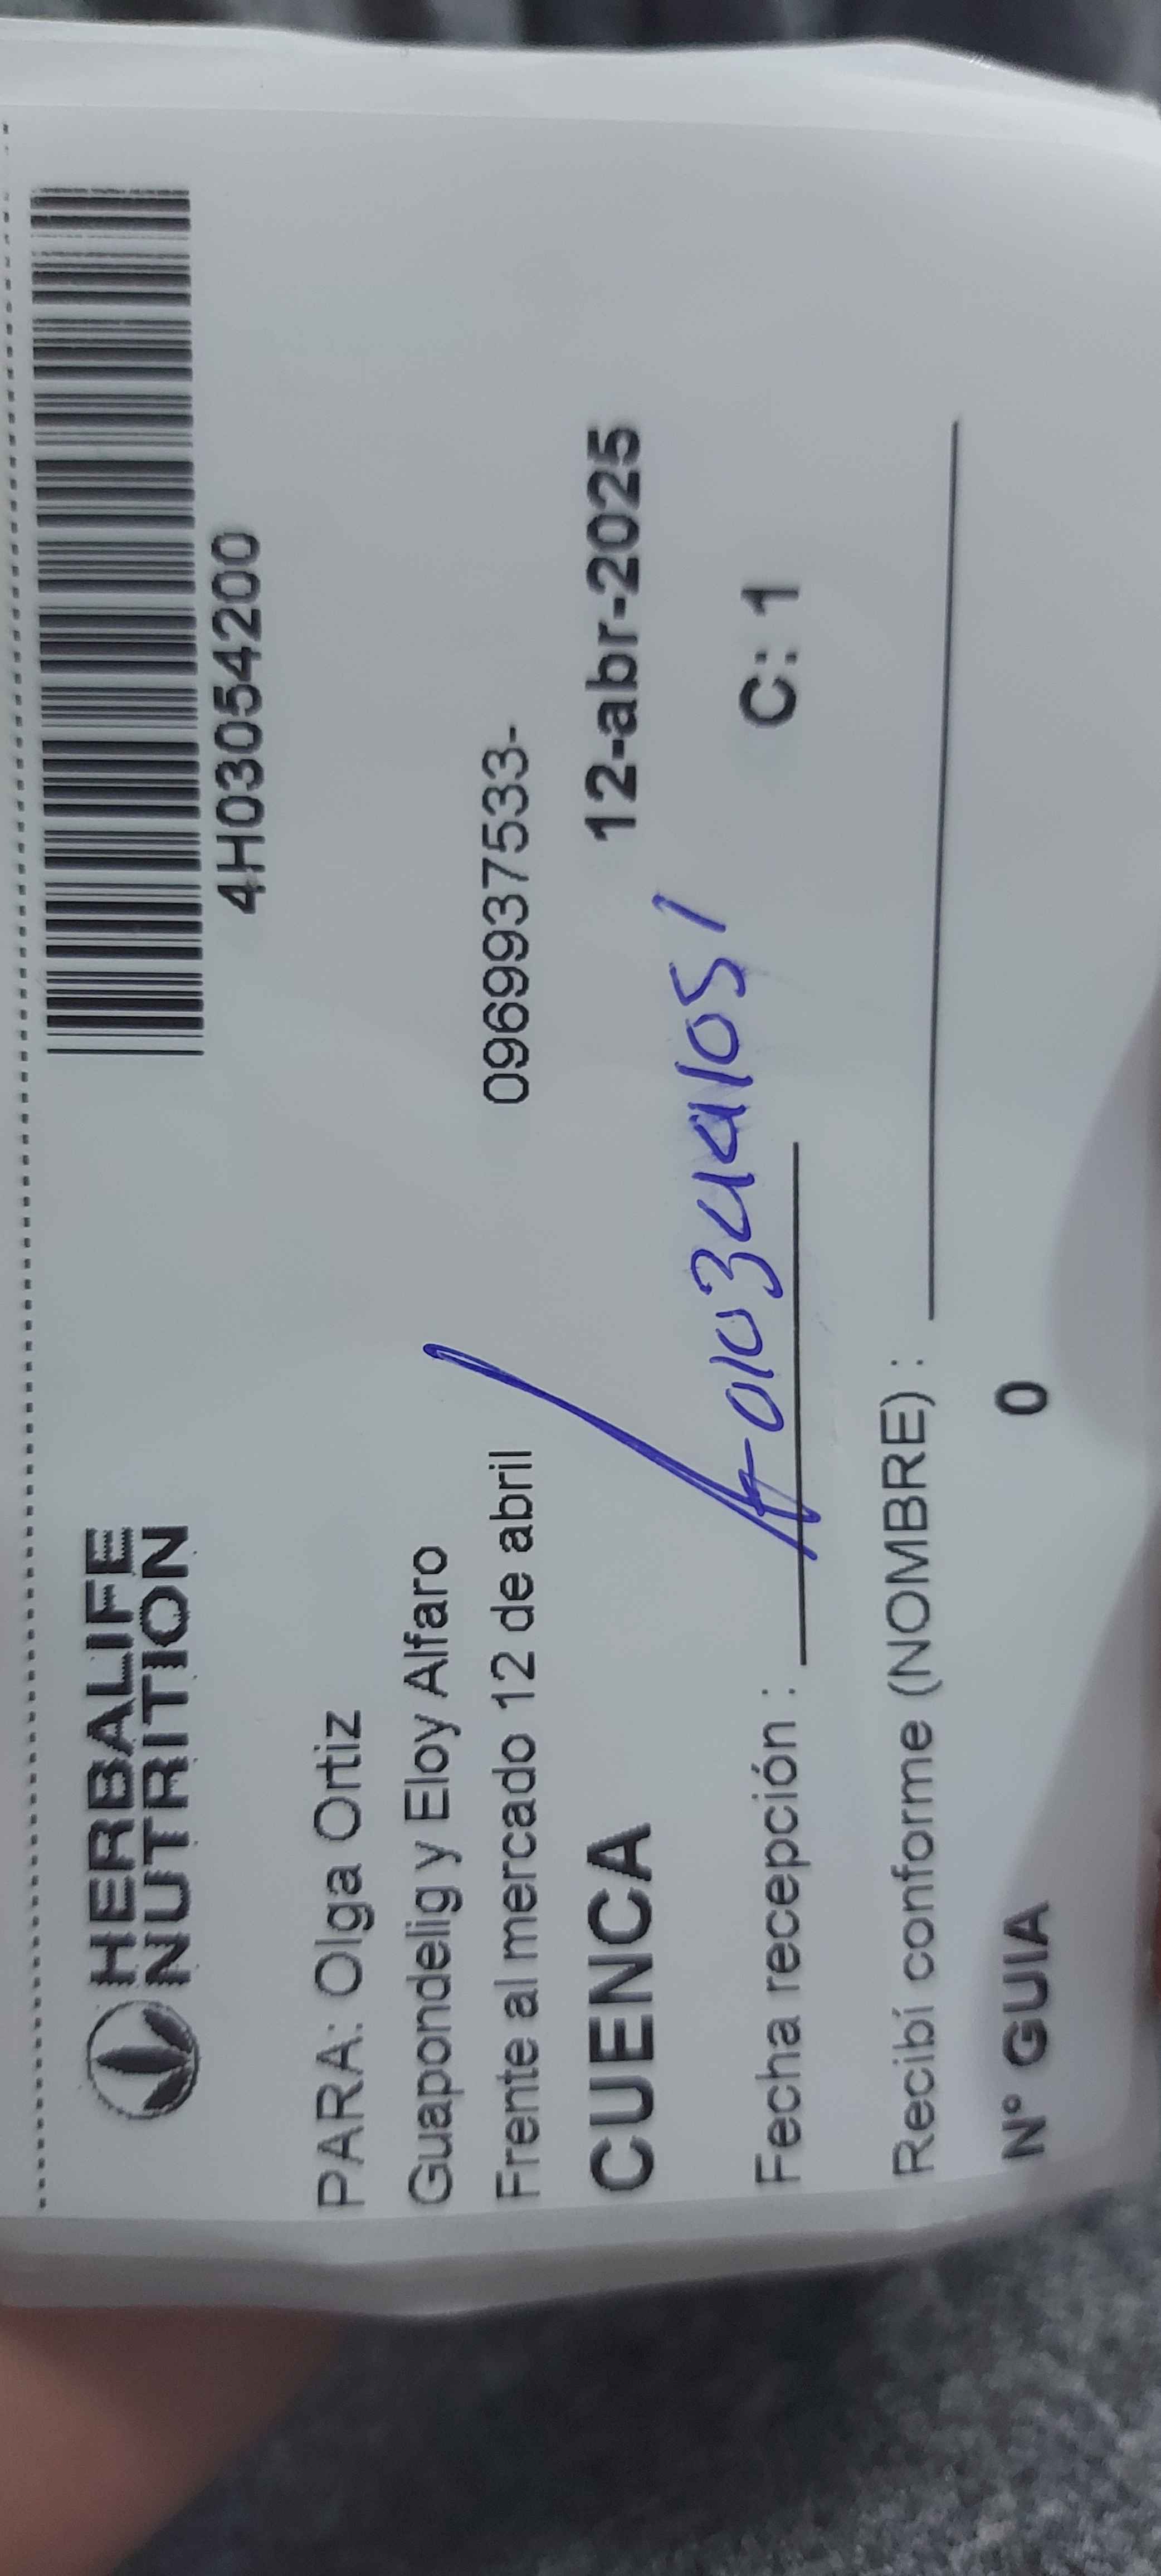 HERBALIFE
NUTRITION
4H03054200
PARA: Olga Ortiz
Guapondelig y Eloy Alfaro
Frente al mercado 12 de abril 0969937533-
CUENCA 12-abr-2025
Fecha recepción : C: 1
Recibí conforme (NOMBRE) :
N° GUIA 0